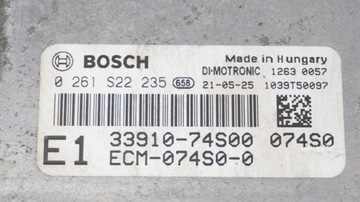 BOSCH
Made in Hungary
DI-MOTRONIC 1263 0057
0 261 S22 235 658 21-05-25 1039T50097
E1 33910-74S00 074S0
ECM-074S0-0